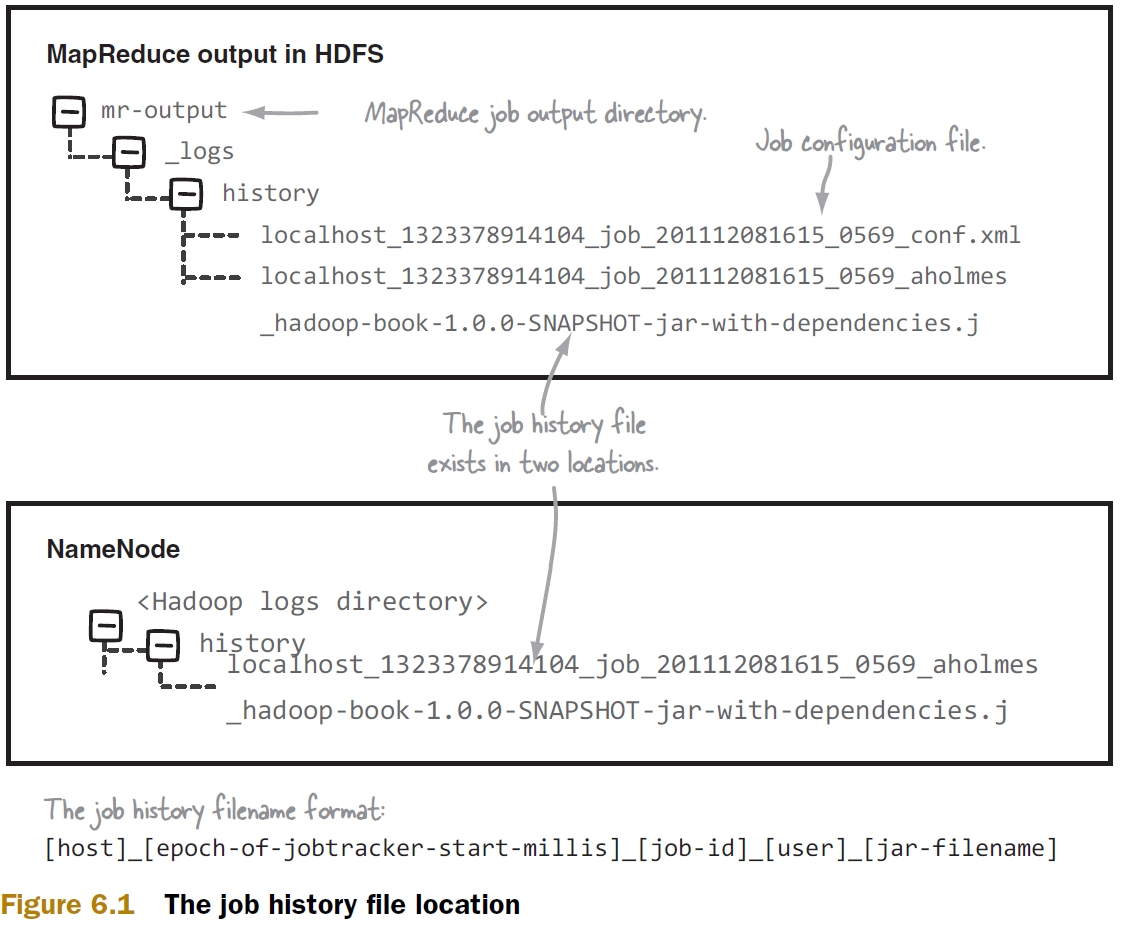 MapReduce output in HDFS
mr-output
MapReduce job output directory.
_logs
Job configuration file.
history
localhost_1323378914104_job_201112081615_0569_conf.xml
localhost_1323378914104_job_201112081615_0569_aholmes
_hadoop-book-1.0.0-SNAPSHOT-jar-with-dependencies.j
The job history file
exists in two locations.
NameNode
<Hadoop logs directory>
history
localhost_1323378914104_job_201112081615_0569_aholmes
_hadoop-book-1.0.0-SNAPSHOT-jar-with-dependencies.j
The job history filename format:
[host]_[epoch-of-jobtracker-start-millis]_[job-id]_[user]_[jar-filename]
Figure 6.1 The job history file location